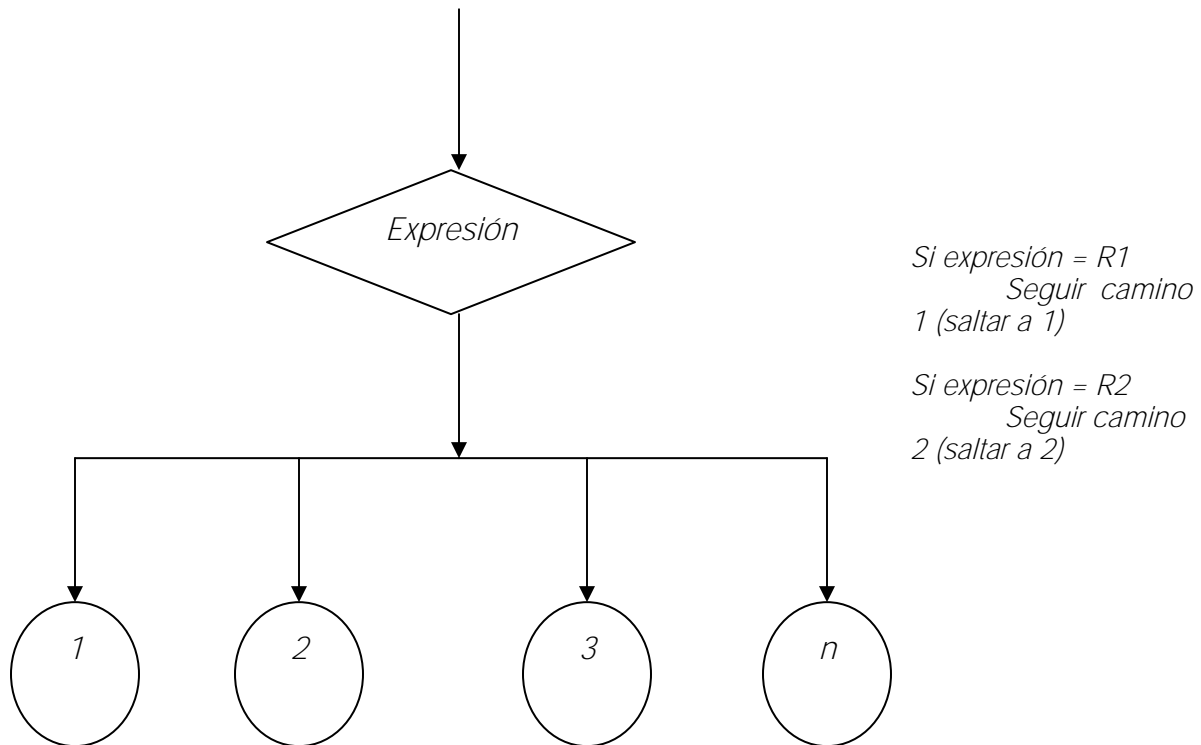 Expresión
Si expresión = R1
Seguir camino
1 (saltar a 1)
Si expresión = R2
Seguir camino
2 (saltar a 2)
1
2
3
n